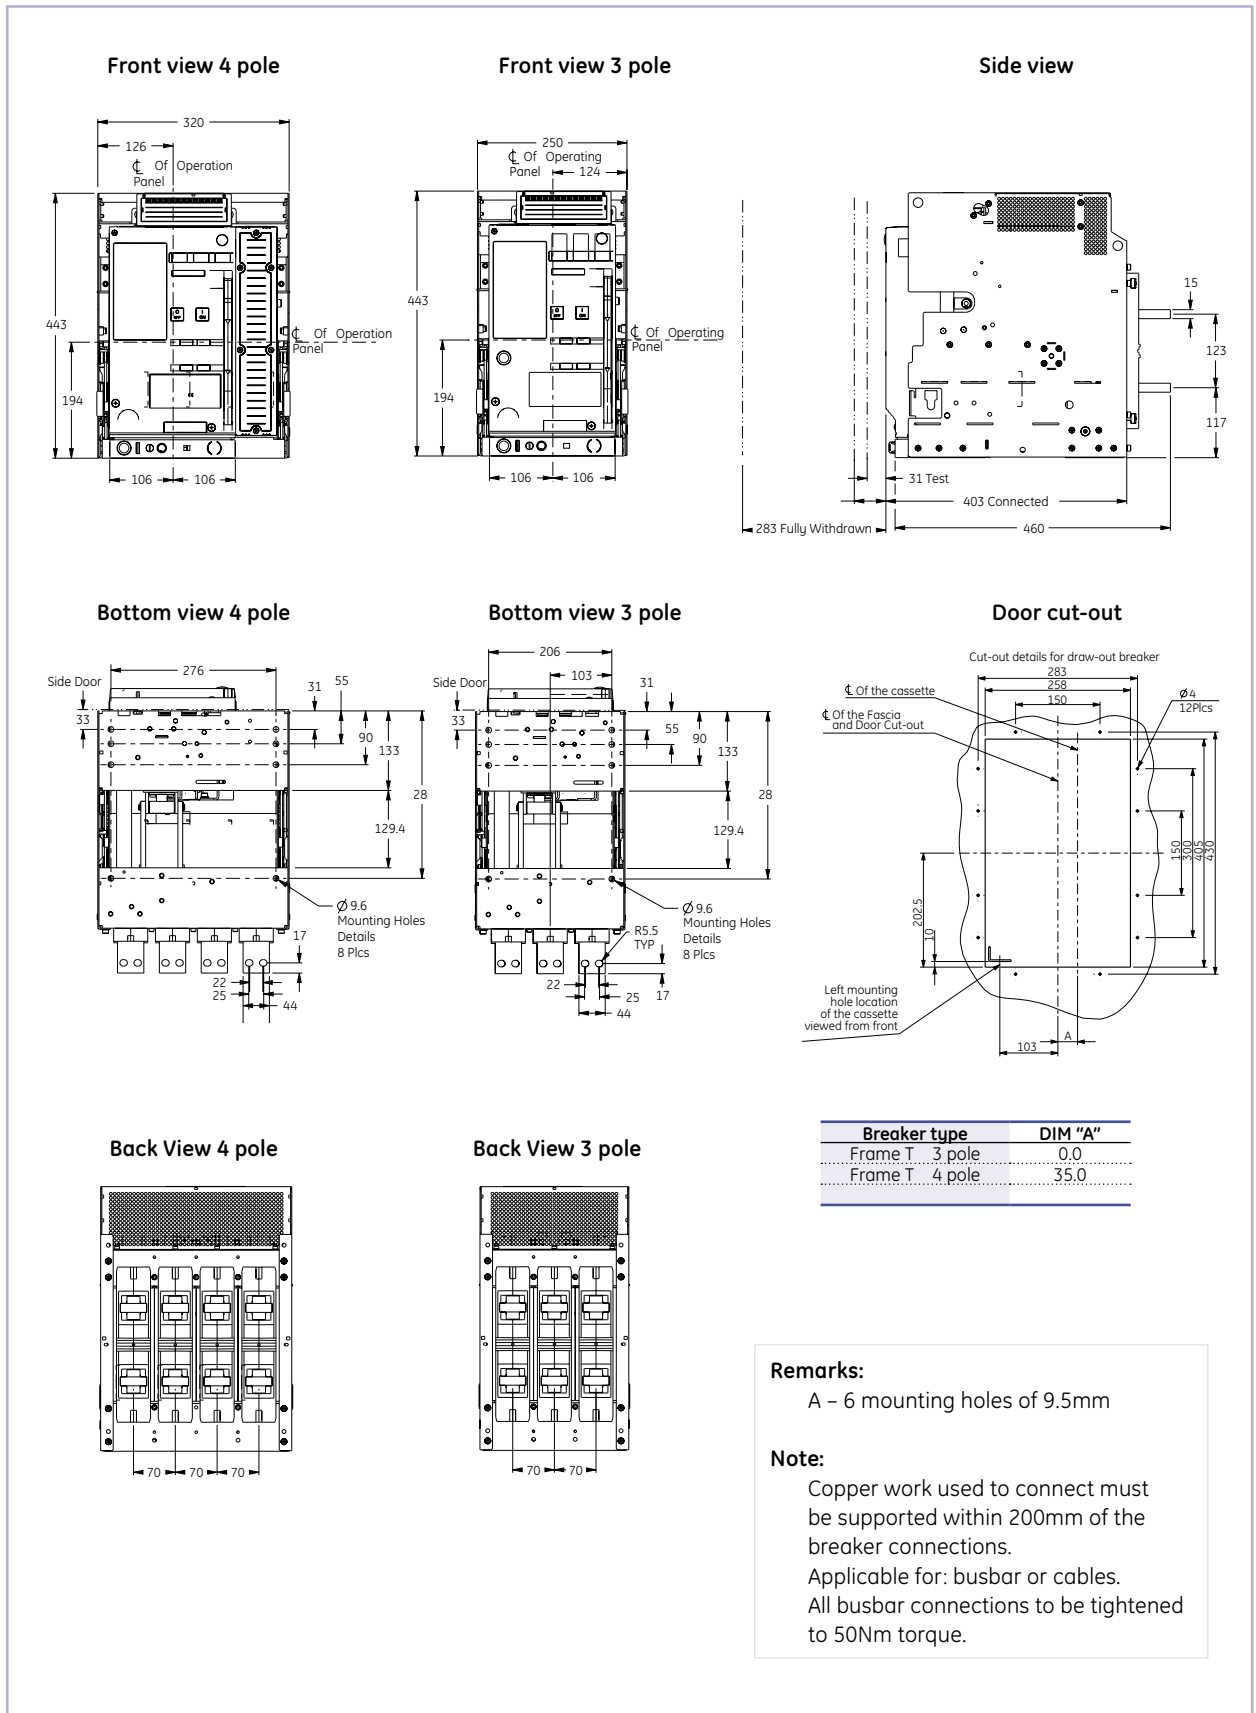 Front view 4 pole
320
126
℄ Of Operation
Panel
443
194
℄ Of Operation
Panel
OFF
ON
106
106
Front view 3 pole
250
℄ Of Operating
Panel
124
443
194
℄ Of Operating
Panel
OFF
ON
106
106
Side view
15
123
117
31 Test
403 Connected
283 Fully Withdrawn
460
Bottom view 4 pole
276
Side Door
33
31
55
90
133
28
129.4
Ø 9.6
Mounting Holes
Details
8 Plcs
17
22
25
44
Bottom view 3 pole
206
103
Side Door
33
31
55
90
133
28
129.4
Ø 9.6
Mounting Holes
Details
8 Plcs
R5.5
TYP
22
25
17
44
Door cut-out
Cut-out details for draw-out breaker
283
258
150
℄ Of the cassette
℄ Of the Fascia
and Door Cut-out
Ø 4
12Plcs
150
300
405
430
202.5
10
Left mounting
hole location
of the cassette
viewed from front
A
103
Breaker type DIM “A”
Frame T 3 pole 0.0
Frame T 4 pole 35.0
Back View 4 pole
70
70
70
Back View 3 pole
70
70
Remarks:
A – 6 mounting holes of 9.5mm
Note:
Copper work used to connect must
be supported within 200mm of the
breaker connections.
Applicable for: busbar or cables.
All busbar connections to be tightened
to 50Nm torque.